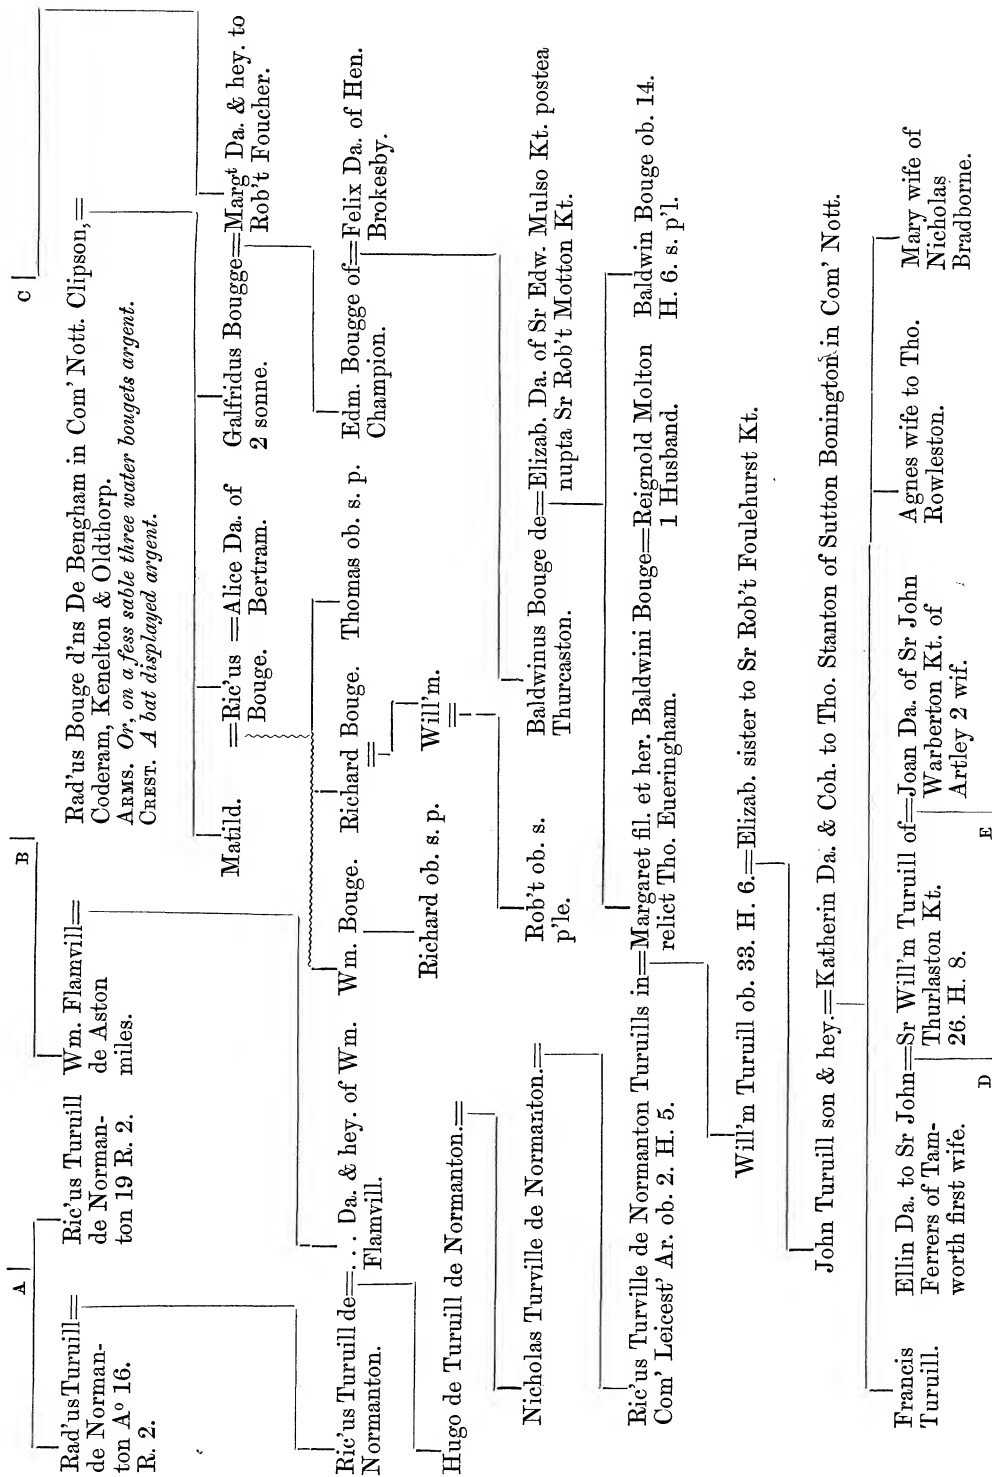 A
B
C
Rad'us Turuill=
de Norman-
ton Aº 16.
R. 2.
Ric'us Turuill
de Norman-
ton 19 R. 2.
Wm. Flamvill=
de Aston
miles.
Rad'us Bouge d'ns De Bengham in Com' Nott. Clipson,=
Coderam, Kenelton & Oldthorp.
ARMS. Or, on a fess sable three water bougets argent.
CREST. A bat displayed argent.
Matild.
=Ric'us =Alice Da. of
Bouge. Bertram.
Galfridus Bougge=Margt Da. & hey. to
2 sonne. Rob't Foucher.
Ric'us Turuill de=. . . Da. & hey. of Wm.
Normanton. Flamvill.
Wm. Bouge.
Richard Bouge.
Thomas ob. s. p.
Edm. Bougge of=Felix Da. of Hen.
Champion. Brokesby.
Hugo de Turuill de Normanton.=
Richard ob. s. p.
Will'm.
Nicholas Turville de Normanton.=
Rob't ob. s.
p'le.
Baldwinus Bouge de=Elizab. Da. of Sr Edw. Mulso Kt. postea
Thurcaston. nupta Sr Rob't Motton Kt.
Ric'us Turville de Normanton Turuills in=Margaret fil. et her. Baldwini Bouge=Reignold Molton
Com' Leicest' Ar. ob. 2. H. 5. relict Tho. Eueringham. 1 Husband.
Baldwin Bouge ob. 14.
H. 6. s. p'l.
Will'm Turuill ob. 33. H. 6.=Elizab. sister to Sr Rob't Foulehurst Kt.
John Turuill son & hey.=Katherin Da. & Coh. to Tho. Stanton of Sutton Bonington in Com' Nott.
Francis
Turuill.
Ellin Da. to Sr John=Sr Will'm Turuill of=Joan Da. of Sr John
Ferrers of Tam- Thurlaston Kt. Warberton Kt. of
worth first wife. 26. H. 8. Artley 2 wif.
Agnes wife to Tho.
Rowleston.
Mary wife of
Nicholas
Bradborne.
D
E